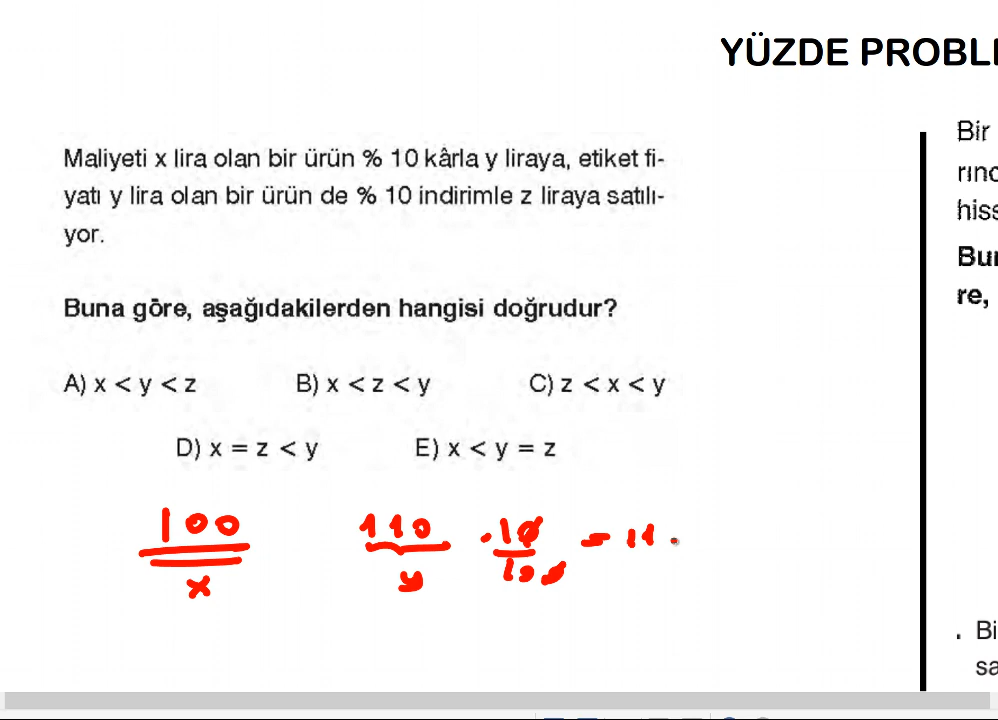 YÜZDE PROBL
Maliyeti x lira olan bir ürün % 10 kârla y liraya, etiket fi-
yatı y lira olan bir ürün de % 10 indirimle z liraya satılı-
yor.
Buna göre, aşağıdakilerden hangisi doğrudur?
A) x < y < z B) x < z < y C) z < x < y
D) x = z < y E) x < y = z
100 110 · 10 = 11
x y 100
Bir
rınd
hiss
Bu
re,
. Bi
sa